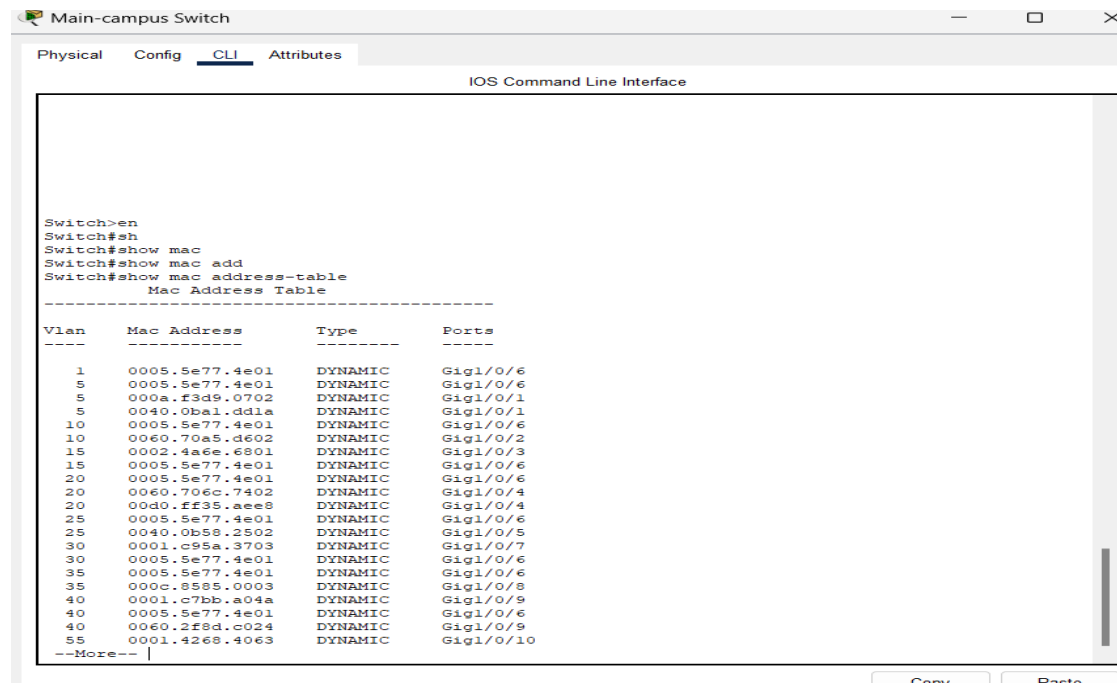 Main-campus Switch
Physical Config CLI Attributes
IOS Command Line Interface
Switch>en
Switch#sh
Switch#show mac
Switch#show mac add
Switch#show mac address-table
Mac Address Table
-------------------------------------------
Vlan Mac Address Type Ports
---- ----------- -------- -----
1 0005.5e77.4e01 DYNAMIC Gig1/0/6
5 0005.5e77.4e01 DYNAMIC Gig1/0/6
5 000a.f3d9.0702 DYNAMIC Gig1/0/1
5 0040.0ba1.dd1a DYNAMIC Gig1/0/1
10 0005.5e77.4e01 DYNAMIC Gig1/0/6
10 0060.70a5.d602 DYNAMIC Gig1/0/2
15 0002.4a6e.6801 DYNAMIC Gig1/0/3
15 0005.5e77.4e01 DYNAMIC Gig1/0/6
20 0005.5e77.4e01 DYNAMIC Gig1/0/6
20 0060.706c.7402 DYNAMIC Gig1/0/4
20 00d0.ff35.aee8 DYNAMIC Gig1/0/4
25 0005.5e77.4e01 DYNAMIC Gig1/0/6
25 0040.0b58.2502 DYNAMIC Gig1/0/5
30 0001.c95a.3703 DYNAMIC Gig1/0/7
30 0005.5e77.4e01 DYNAMIC Gig1/0/6
35 0005.5e77.4e01 DYNAMIC Gig1/0/6
35 000c.8585.0003 DYNAMIC Gig1/0/8
40 0001.c7bb.a04a DYNAMIC Gig1/0/9
40 0005.5e77.4e01 DYNAMIC Gig1/0/6
40 0060.2f8d.c024 DYNAMIC Gig1/0/9
55 0001.4268.4063 DYNAMIC Gig1/0/10
--More--
Copy Paste